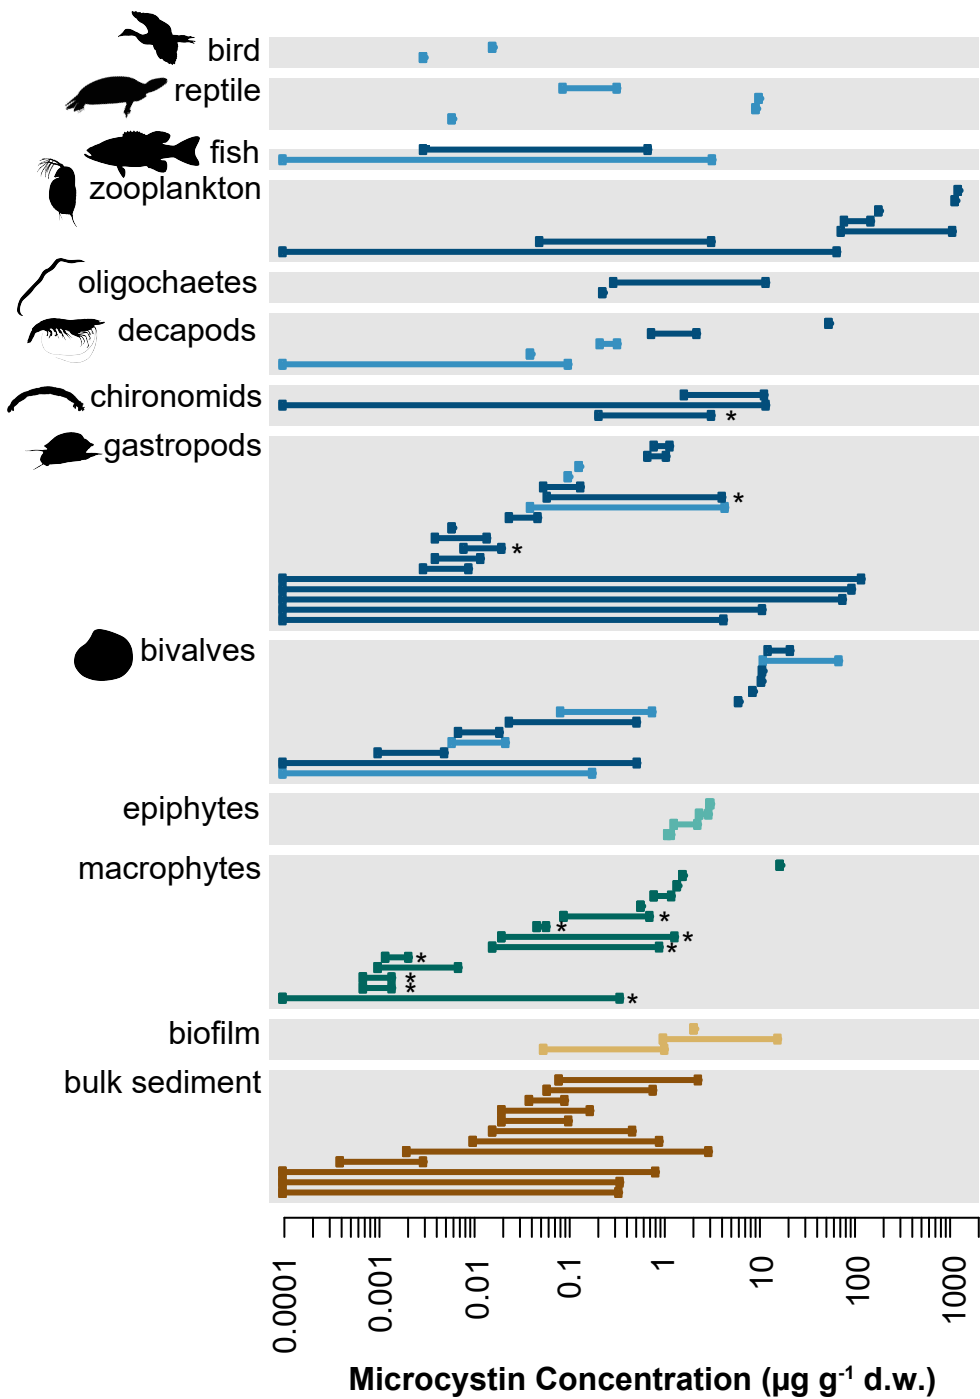 bird
reptile
fish
zooplankton
oligochaetes
decapods
chironomids
*
gastropods
*
*
bivalves
epiphytes
macrophytes
*
*
*
*
*
*
*
*
biofilm
bulk sediment
0.0001 0.001 0.01 0.1 1 10 100 1000
Microcystin Concentration (µg g⁻¹ d.w.)